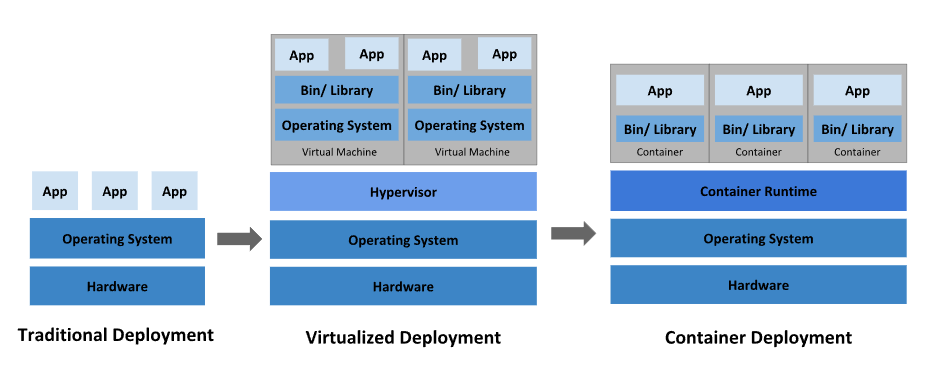 App
App
App
Operating System
Hardware
Traditional Deployment
App
App
App
App
Bin/ Library
Bin/ Library
Operating System
Operating System
Virtual Machine
Virtual Machine
Hypervisor
Operating System
Hardware
Virtualized Deployment
App
App
App
Bin/ Library
Bin/ Library
Bin/ Library
Container
Container
Container
Container Runtime
Operating System
Hardware
Container Deployment